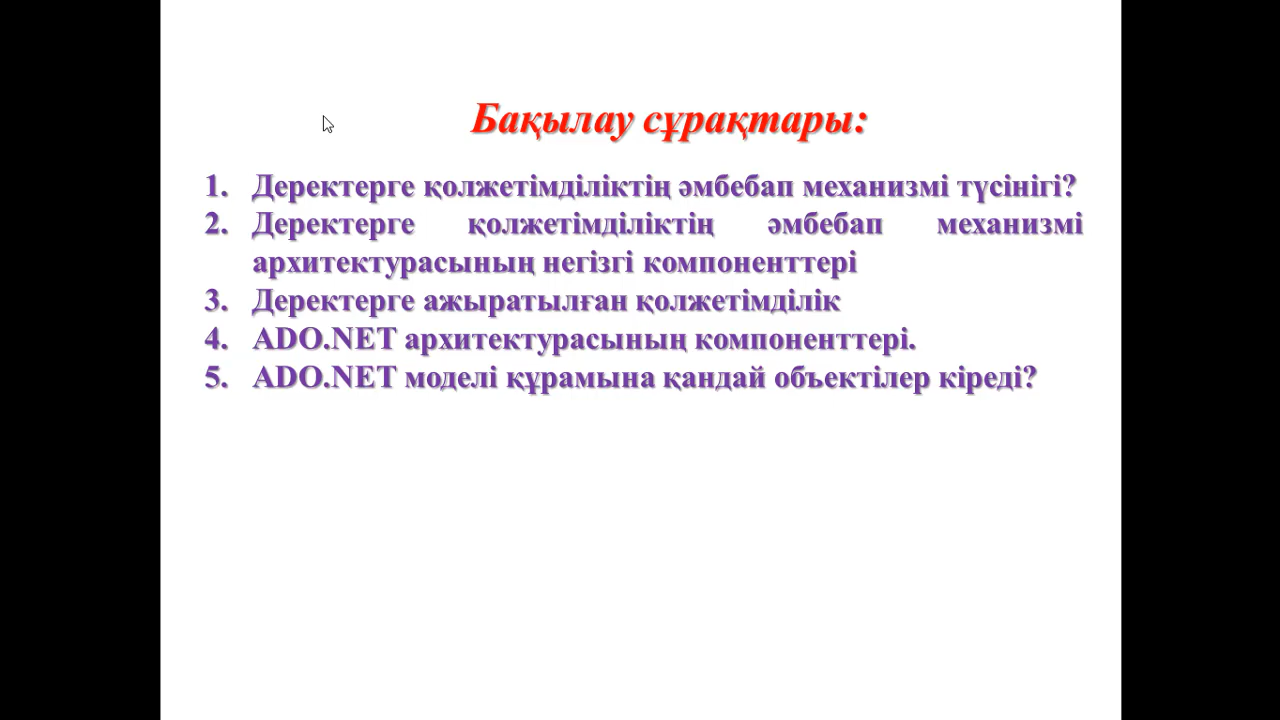 Бақылау сұрақтары:
1. Деректерге қолжетімділіктің әмбебап механизмі түсінігі?
2. Деректерге қолжетімділіктің әмбебап механизмі
архитектурасының негізгі компоненттері
3. Деректерге ажыратылған қолжетімділік
4. ADO.NET архитектурасының компоненттері.
5. ADO.NET моделі құрамына қандай объектілер кіреді?